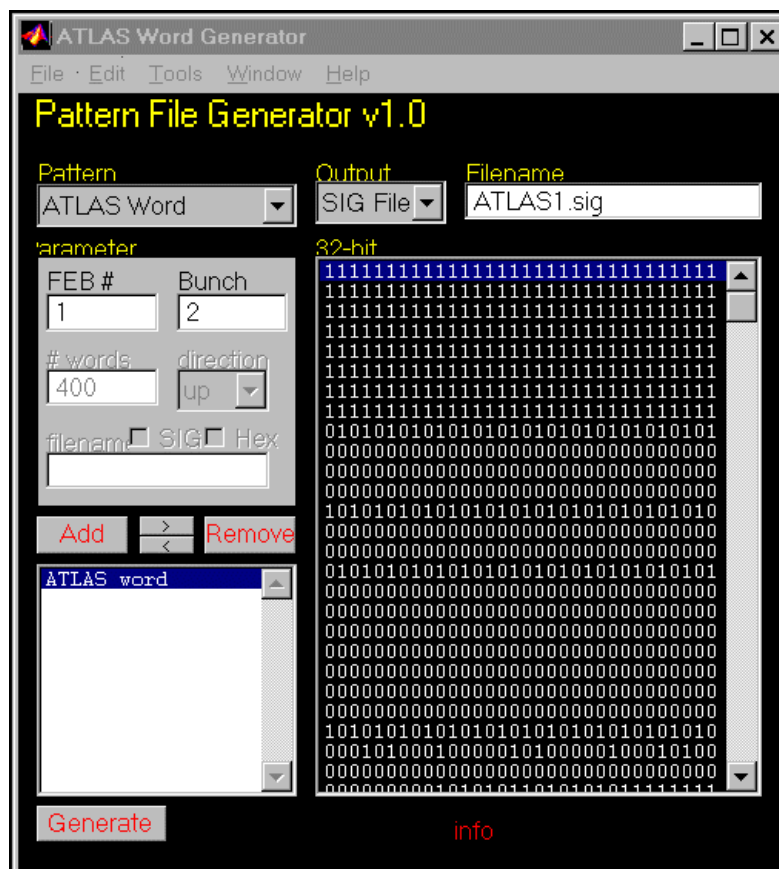 ATLAS Word Generator
File Edit Tools Window Help
Pattern File Generator v1.0
Pattern Output Filename
ATLAS Word SIG File ATLAS1.sig
arameter 32-bit
FEB # Bunch
1 2
# words direction
400 up
filename SIG Hex
Add > < Remove
ATLAS word
11111111111111111111111111111111
11111111111111111111111111111111
11111111111111111111111111111111
11111111111111111111111111111111
11111111111111111111111111111111
11111111111111111111111111111111
11111111111111111111111111111111
11111111111111111111111111111111
01010101010101010101010101010101
00000000000000000000000000000000
00000000000000000000000000000000
00000000000000000000000000000000
10101010101010101010101010101010
00000000000000000000000000000000
00000000000000000000000000000000
01010101010101010101010101010101
00000000000000000000000000000000
00000000000000000000000000000000
00000000000000000000000000000000
00000000000000000000000000000000
00000000000000000000000000000000
00000000000000000000000000000000
00000000000000000000000000000000
10101010101010101010101010101010
00010100010000010100000100010100
00000000000000000000000000000000
Generate info